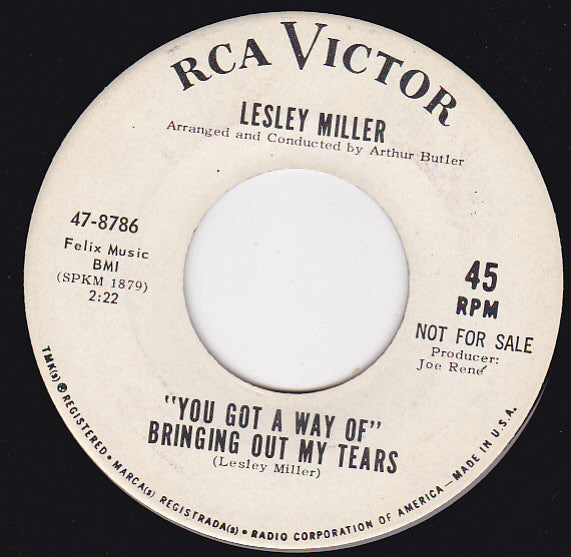 RCA VICTOR
LESLEY MILLER
Arranged and Conducted by Arthur Butler
47-8786
Felix Music
BMI
(SPKM 1879)
2:22
45
RPM
NOT FOR SALE
Producer:
Joe René
"YOU GOT A WAY OF"
BRINGING OUT MY TEARS
(Lesley Miller)
TMK(s) ® REGISTERED • MARCA(s) REGISTRADA(s) • RADIO CORPORATION OF AMERICA — MADE IN U.S.A.